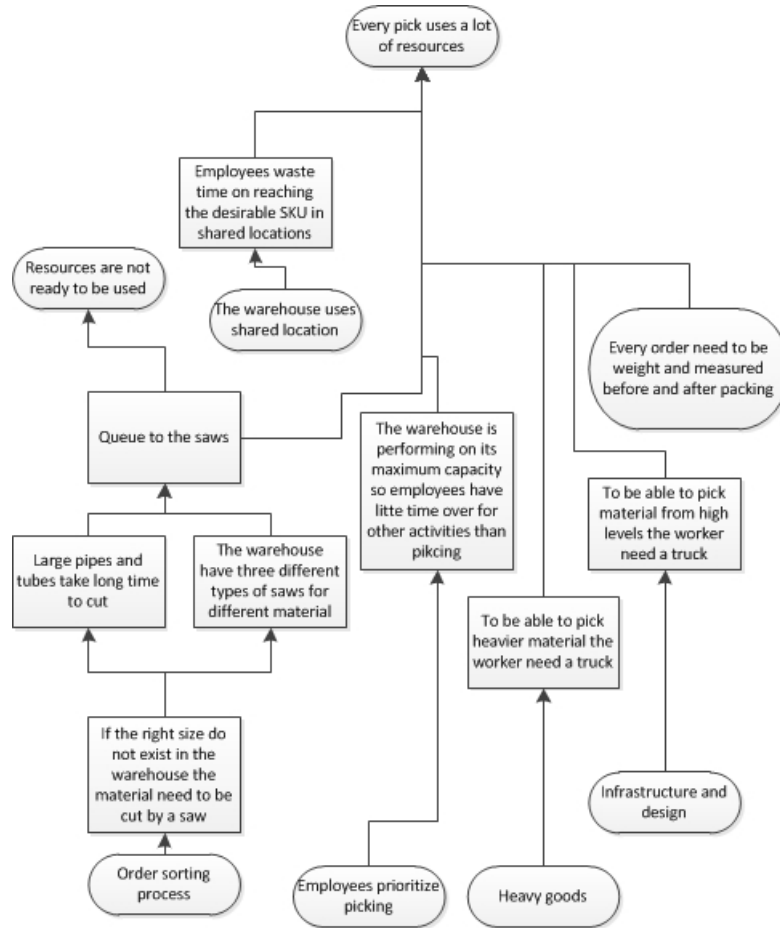 Every pick uses a lot
of resources
Employees waste
time on reaching
the desirable SKU in
shared locations
Resources are not
ready to be used
The warehouse uses
shared location
Every order need to be
weight and measured
before and after packing
Queue to the saws
The warehouse is
performing on its
maximum capacity
so employees have
litte time over for
other activities than
pikcing
To be able to pick
material from high
levels the worker
need a truck
Large pipes and
tubes take long time
to cut
The warehouse
have three different
types of saws for
different material
To be able to pick
heavier material the
worker need a truck
If the right size do
not exist in the
warehouse the
material need to be
cut by a saw
Infrastructure and
design
Order sorting
process
Employees prioritize
picking
Heavy goods